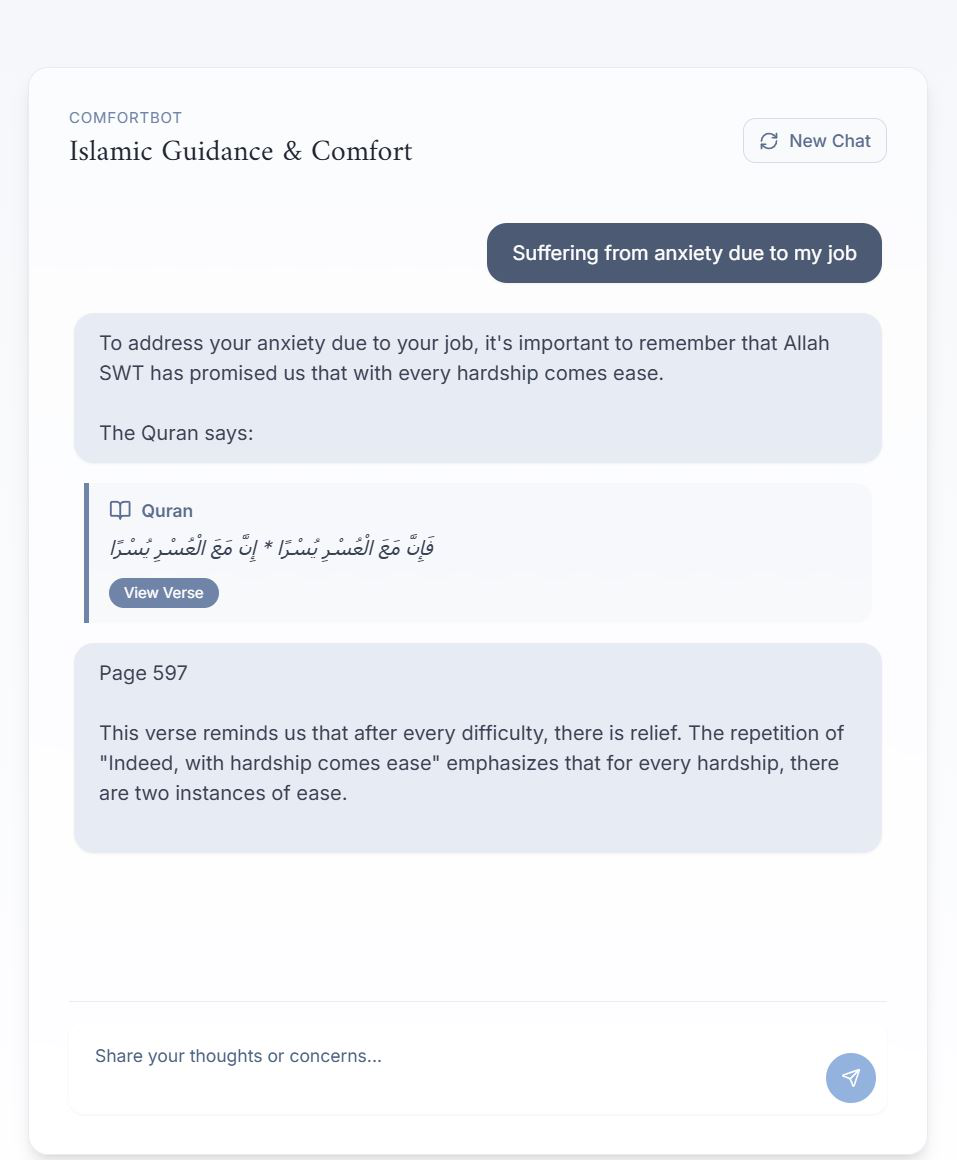 COMFORTBOT
Islamic Guidance & Comfort
New Chat
Suffering from anxiety due to my job
To address your anxiety due to your job, it's important to remember that Allah
SWT has promised us that with every hardship comes ease.
The Quran says:
Quran
فَإِنَّ مَعَ الْعُسْرِ يُسْرًا * إِنَّ مَعَ الْعُسْرِ يُسْرًا
View Verse
Page 597
This verse reminds us that after every difficulty, there is relief. The repetition of
"Indeed, with hardship comes ease" emphasizes that for every hardship, there
are two instances of ease.
Share your thoughts or concerns...